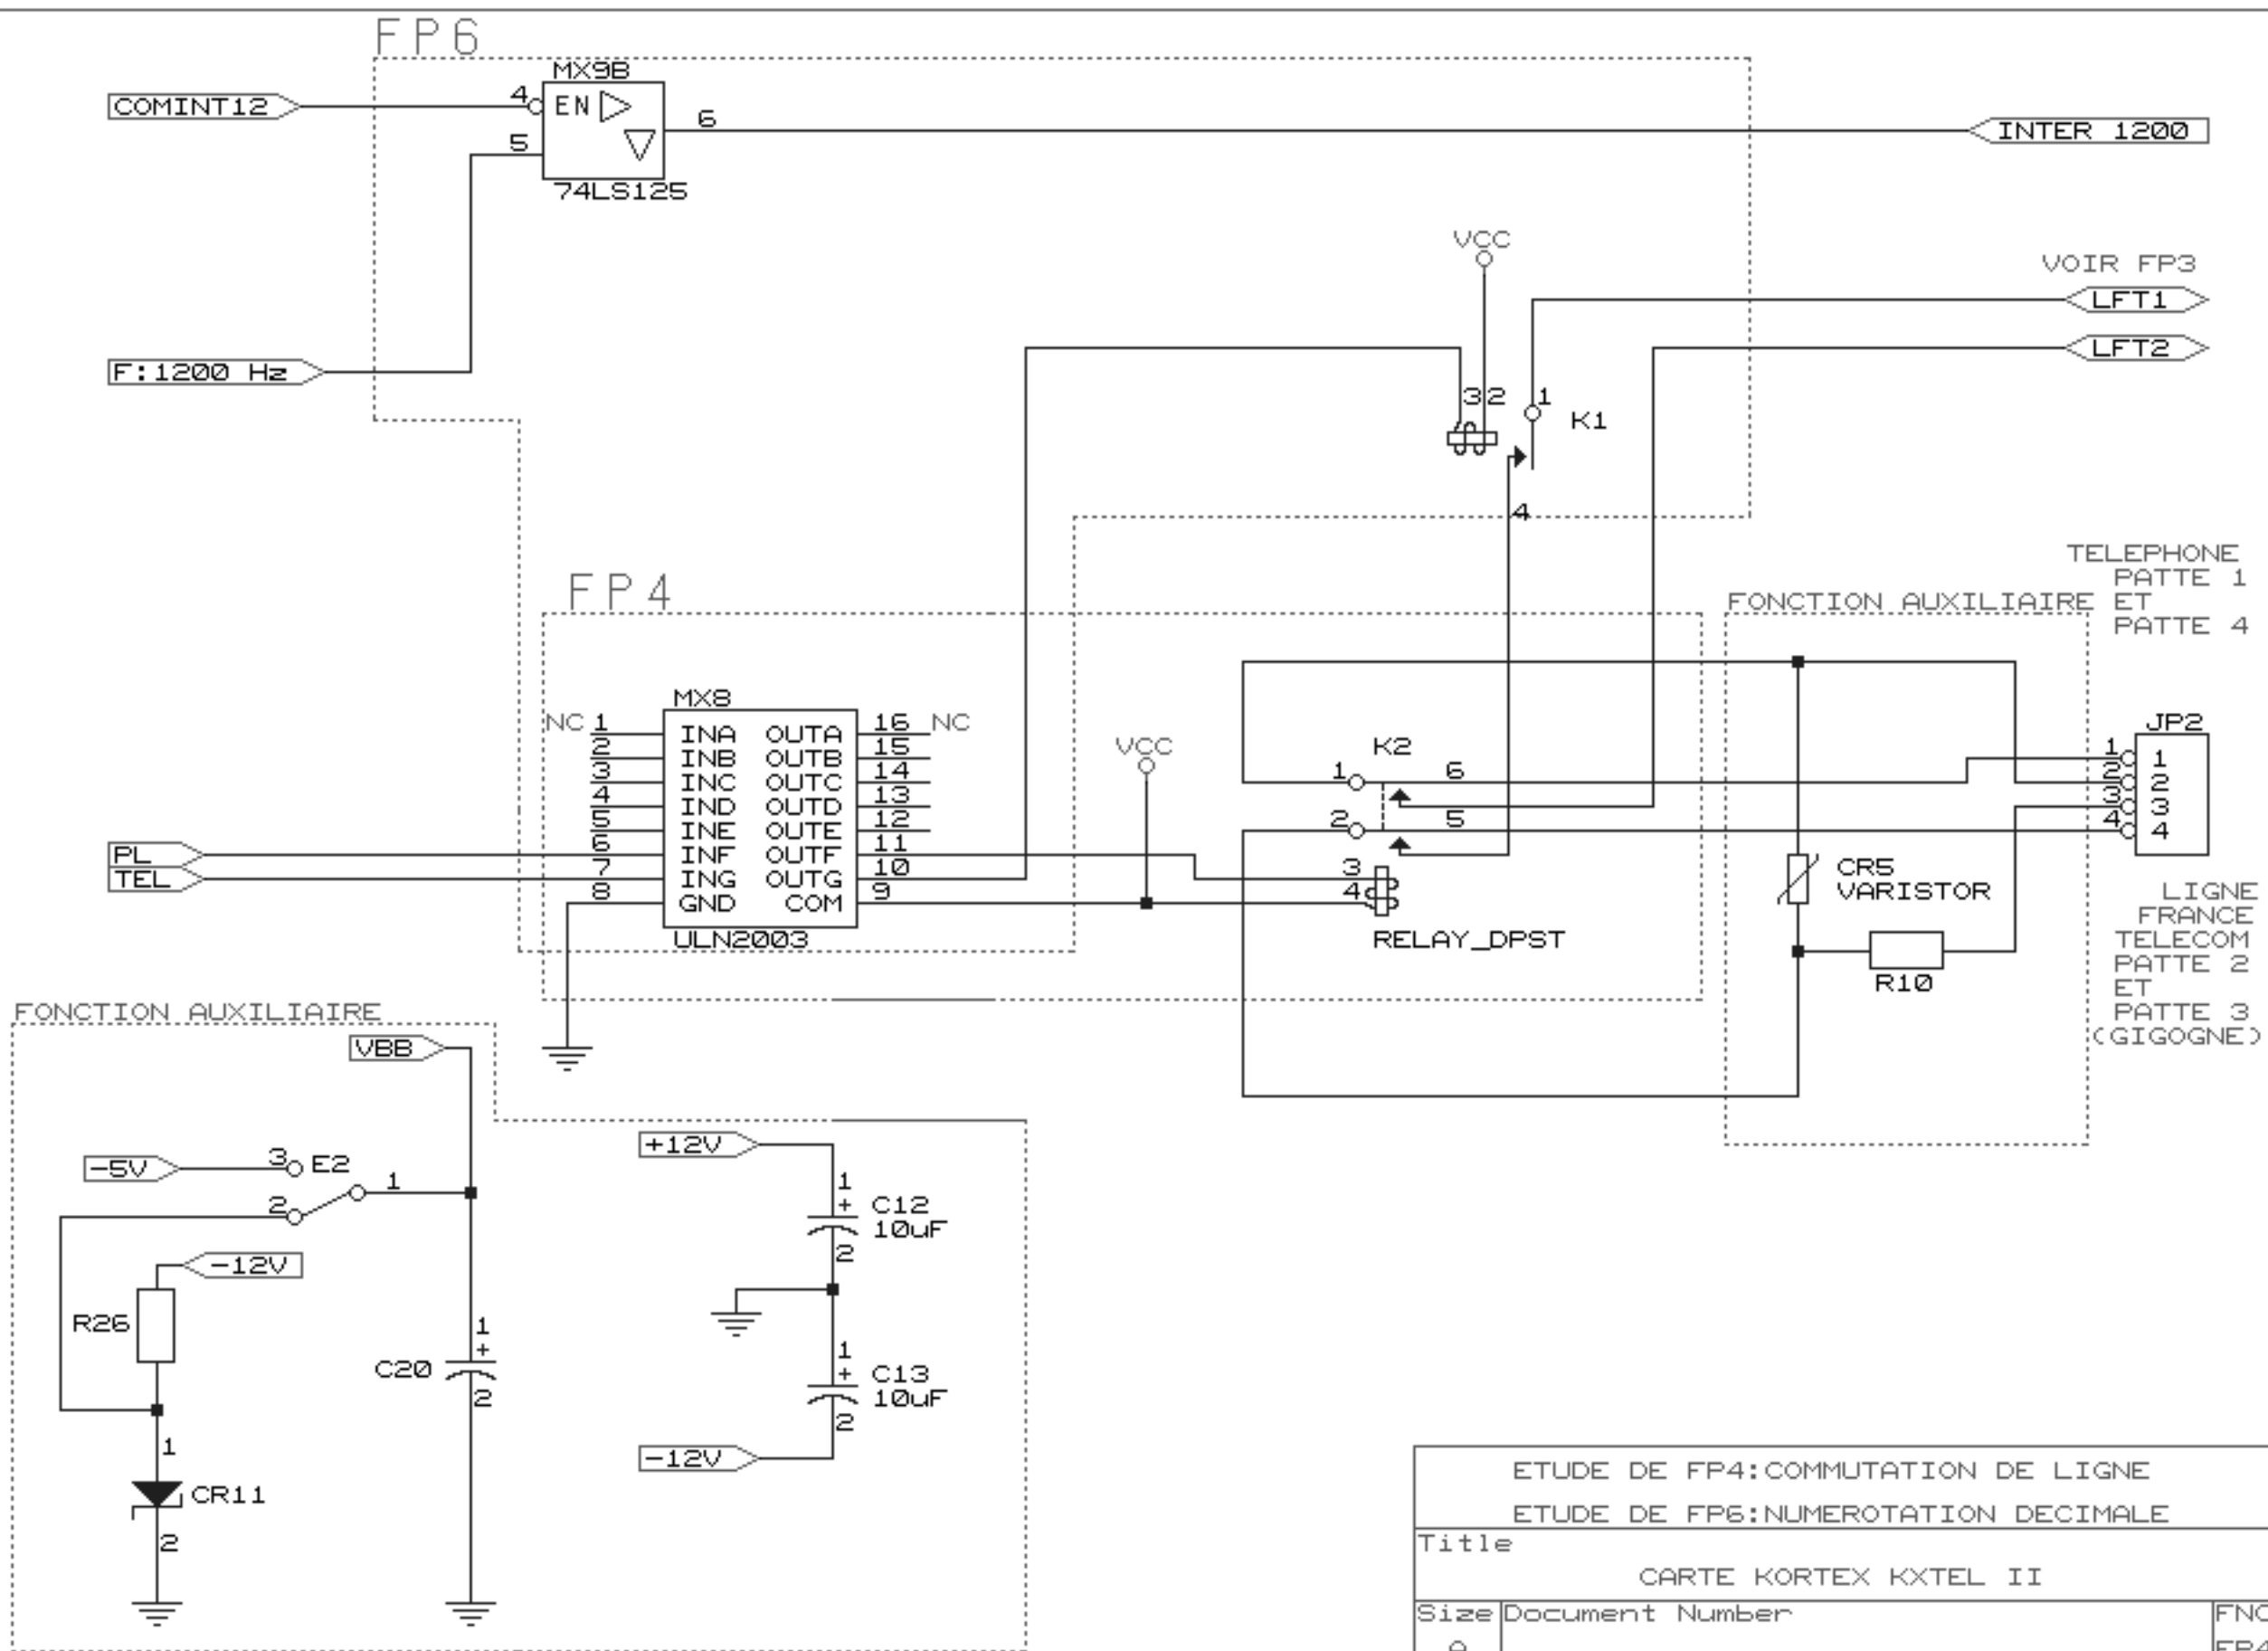 FP6
MX9B
COMINT12
4
EN
5
6
74LS125
INTER 1200
F:1200 Hz
VCC
VOIR FP3
LFT1
LFT2
3 2
1
K1
4
FP4
TELEPHONE
PATTE 1
ET
PATTE 4
FONCTION AUXILIAIRE
MX8
NC 1 INA OUTA 16 NC
2 INB OUTB 15
3 INC OUTC 14
4 IND OUTD 13
5 INE OUTE 12
6 INF OUTF 11
7 ING OUTG 10
8 GND COM 9
ULN2003
PL
TEL
VCC
K2
1 6
2 5
3
4
RELAY_DPST
JP2
1 1
2 2
3 3
4 4
CR5
VARISTOR
R10
LIGNE
FRANCE
TELECOM
PATTE 2
ET
PATTE 3
(GIGOGNE)
FONCTION AUXILIAIRE
VBB
-5V
3 E2
2
1
-12V
R26
1
+
C20
2
1
CR11
2
+12V
1
+
C12
10uF
2
1
+
C13
10uF
2
-12V
ETUDE DE FP4:COMMUTATION DE LIGNE
ETUDE DE FP6:NUMEROTATION DECIMALE
Title
CARTE KORTEX KXTEL II
Size Document Number